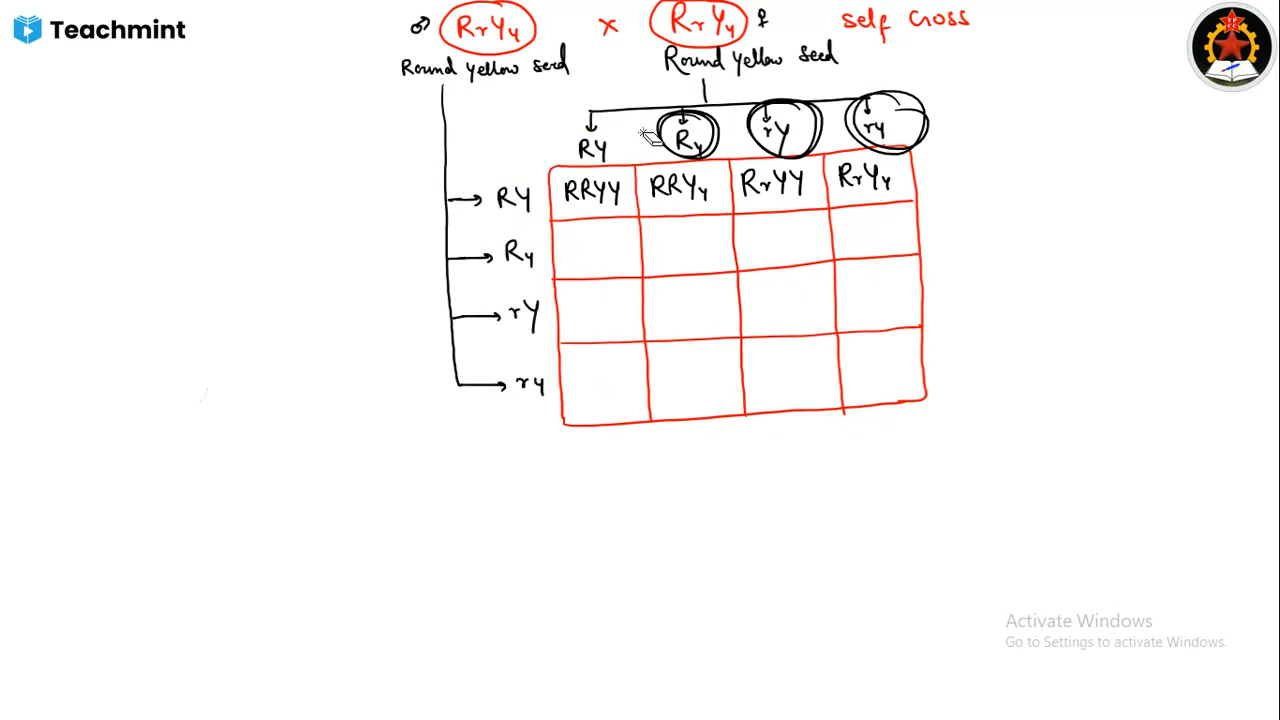 Teachmint
♂ RrYy x RrYy ♀ self cross
Round yellow seed Round yellow seed
RY Ry rY ry
RY RRYY RRYy RrYY RrYy
Ry
rY
ry
Activate Windows
Go to Settings to activate Windows.